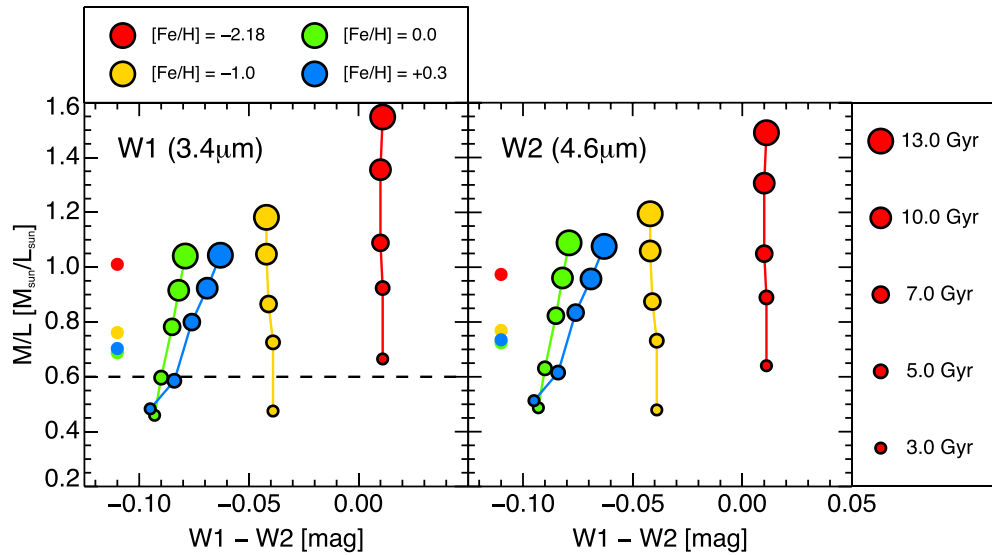 [Fe/H] = −2.18
[Fe/H] = 0.0
[Fe/H] = −1.0
[Fe/H] = +0.3
W1 (3.4μm)
W2 (4.6μm)
M/L [Msun/Lsun]
1.6
1.4
1.2
1.0
0.8
0.6
0.4
0.2
13.0 Gyr
10.0 Gyr
7.0 Gyr
5.0 Gyr
3.0 Gyr
−0.10 −0.05 0.00
−0.10 −0.05 0.00 0.05
W1 − W2 [mag]
W1 − W2 [mag]